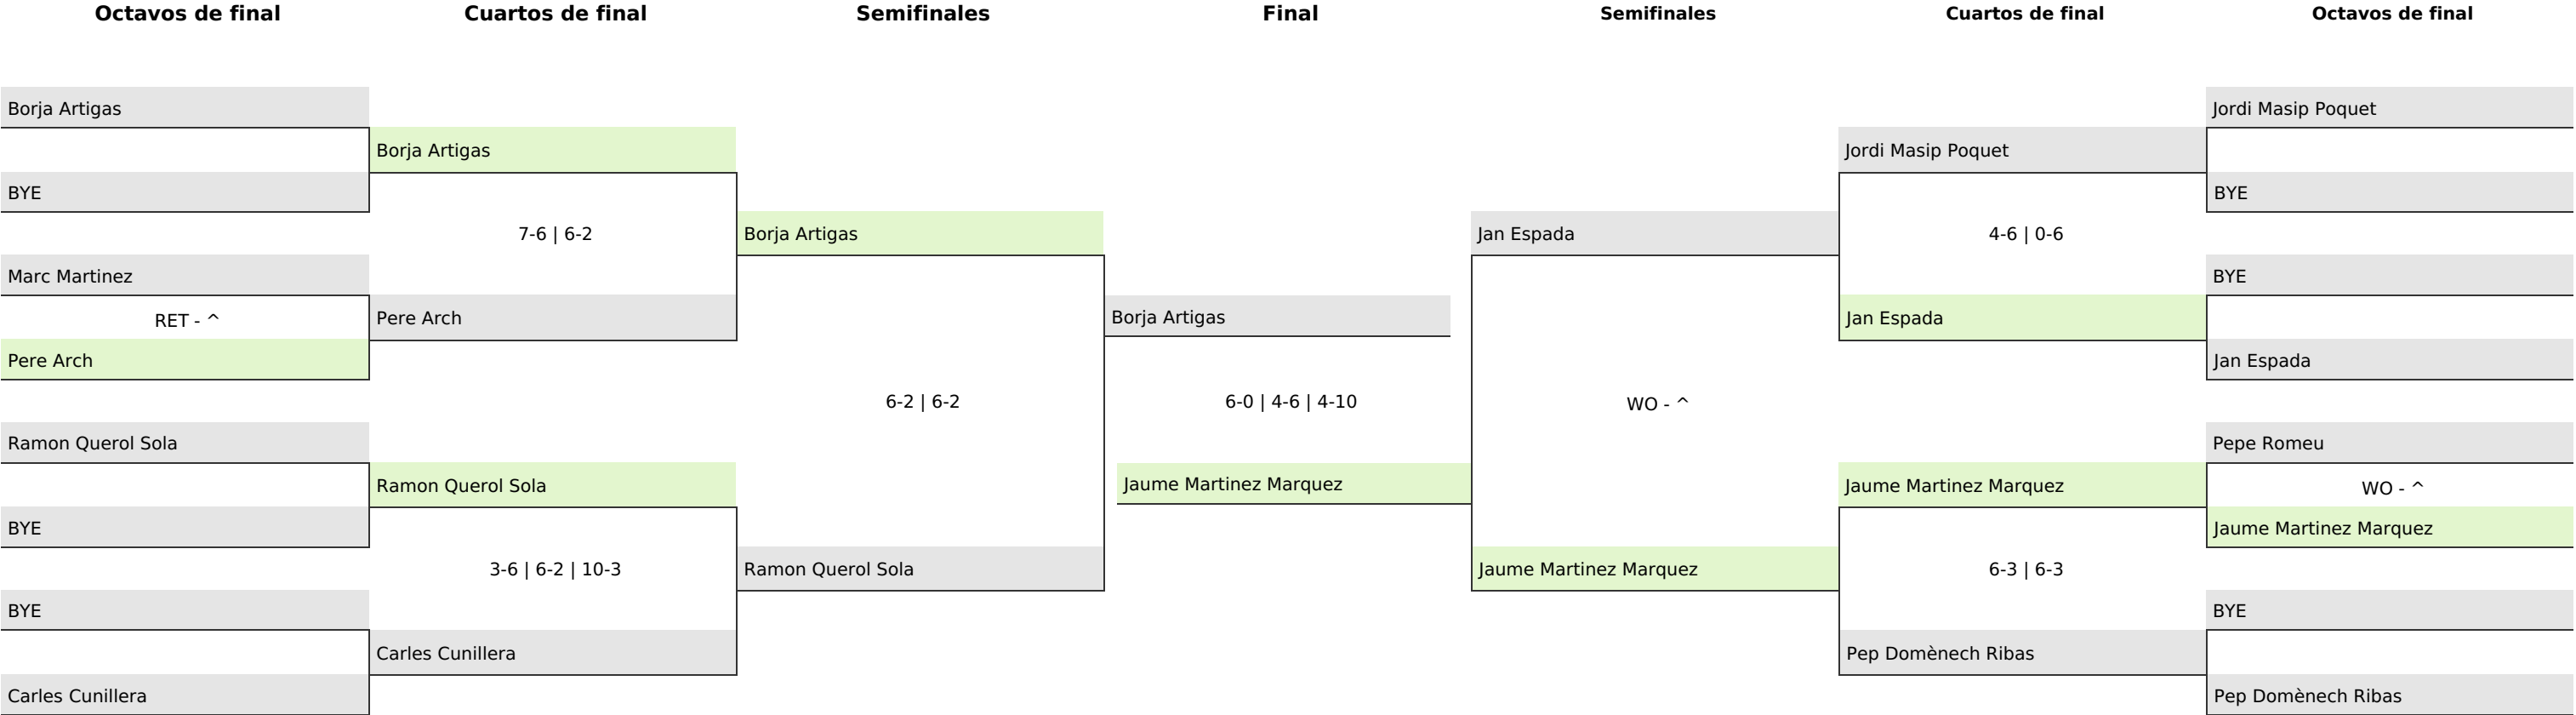 Octavos de final Cuartos de final Semifinales Final Semifinales Cuartos de final Octavos de final
Borja Artigas Jordi Masip Poquet
Borja Artigas Jordi Masip Poquet
BYE BYE
7-6 | 6-2 Borja Artigas Jan Espada 4-6 | 0-6
Marc Martinez BYE
RET - ^ Pere Arch Borja Artigas Jan Espada
Pere Arch Jan Espada
6-2 | 6-2 6-0 | 4-6 | 4-10 WO - ^
Ramon Querol Sola Pepe Romeu
Ramon Querol Sola Jaume Martinez Marquez Jaume Martinez Marquez WO - ^
BYE Jaume Martinez Marquez
3-6 | 6-2 | 10-3 Ramon Querol Sola Jaume Martinez Marquez 6-3 | 6-3
BYE BYE
Carles Cunillera Pep Domènech Ribas
Carles Cunillera Pep Domènech Ribas